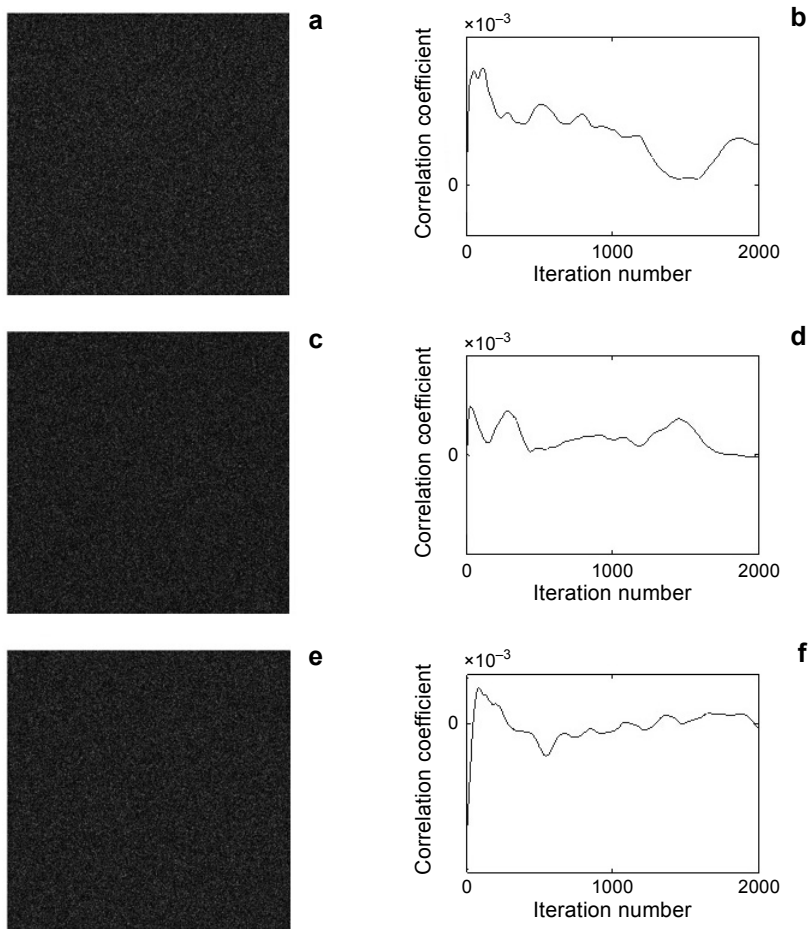 a
b
×10⁻³
Correlation coefficient
0
0 1000 2000
Iteration number
c
d
×10⁻³
Correlation coefficient
0
0 1000 2000
Iteration number
e
f
×10⁻³
Correlation coefficient
0
0 1000 2000
Iteration number